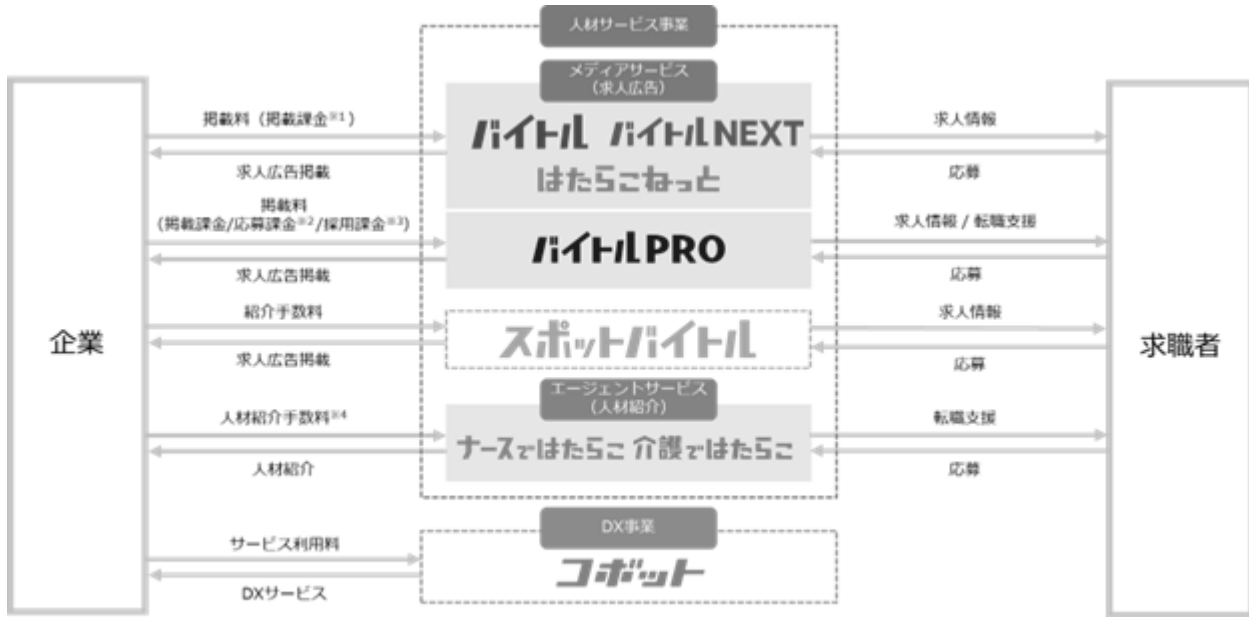 人材サービス事業
メディアサービス
(求人広告)
掲載料（掲載課金※1）
バイトル バイトルNEXT
求人情報
求人広告掲載
はたらこねっと
応募
掲載料
(掲載課金/応募課金※2/採用課金※3)
バイトルPRO
求人情報 / 転職支援
求人広告掲載
応募
紹介手数料
スポットバイトル
求人情報
企業
求人広告掲載
応募
求職者
エージェントサービス
(人材紹介)
人材紹介手数料※4
ナースではたらこ 介護ではたらこ
転職支援
人材紹介
応募
DX事業
サービス利用料
コボット
DXサービス